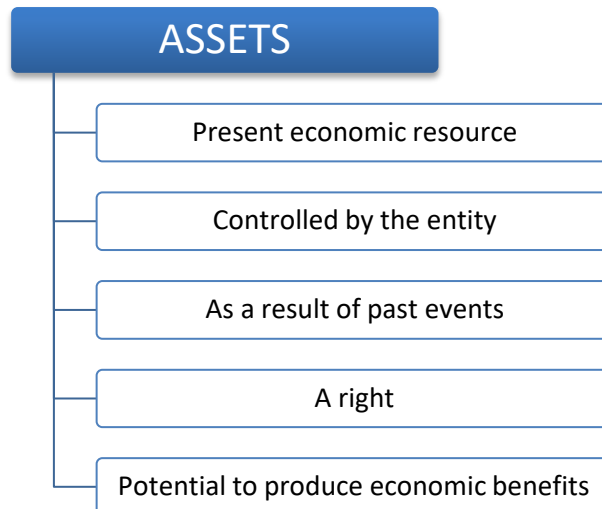 ASSETS
Present economic resource
Controlled by the entity
As a result of past events
A right
Potential to produce economic benefits